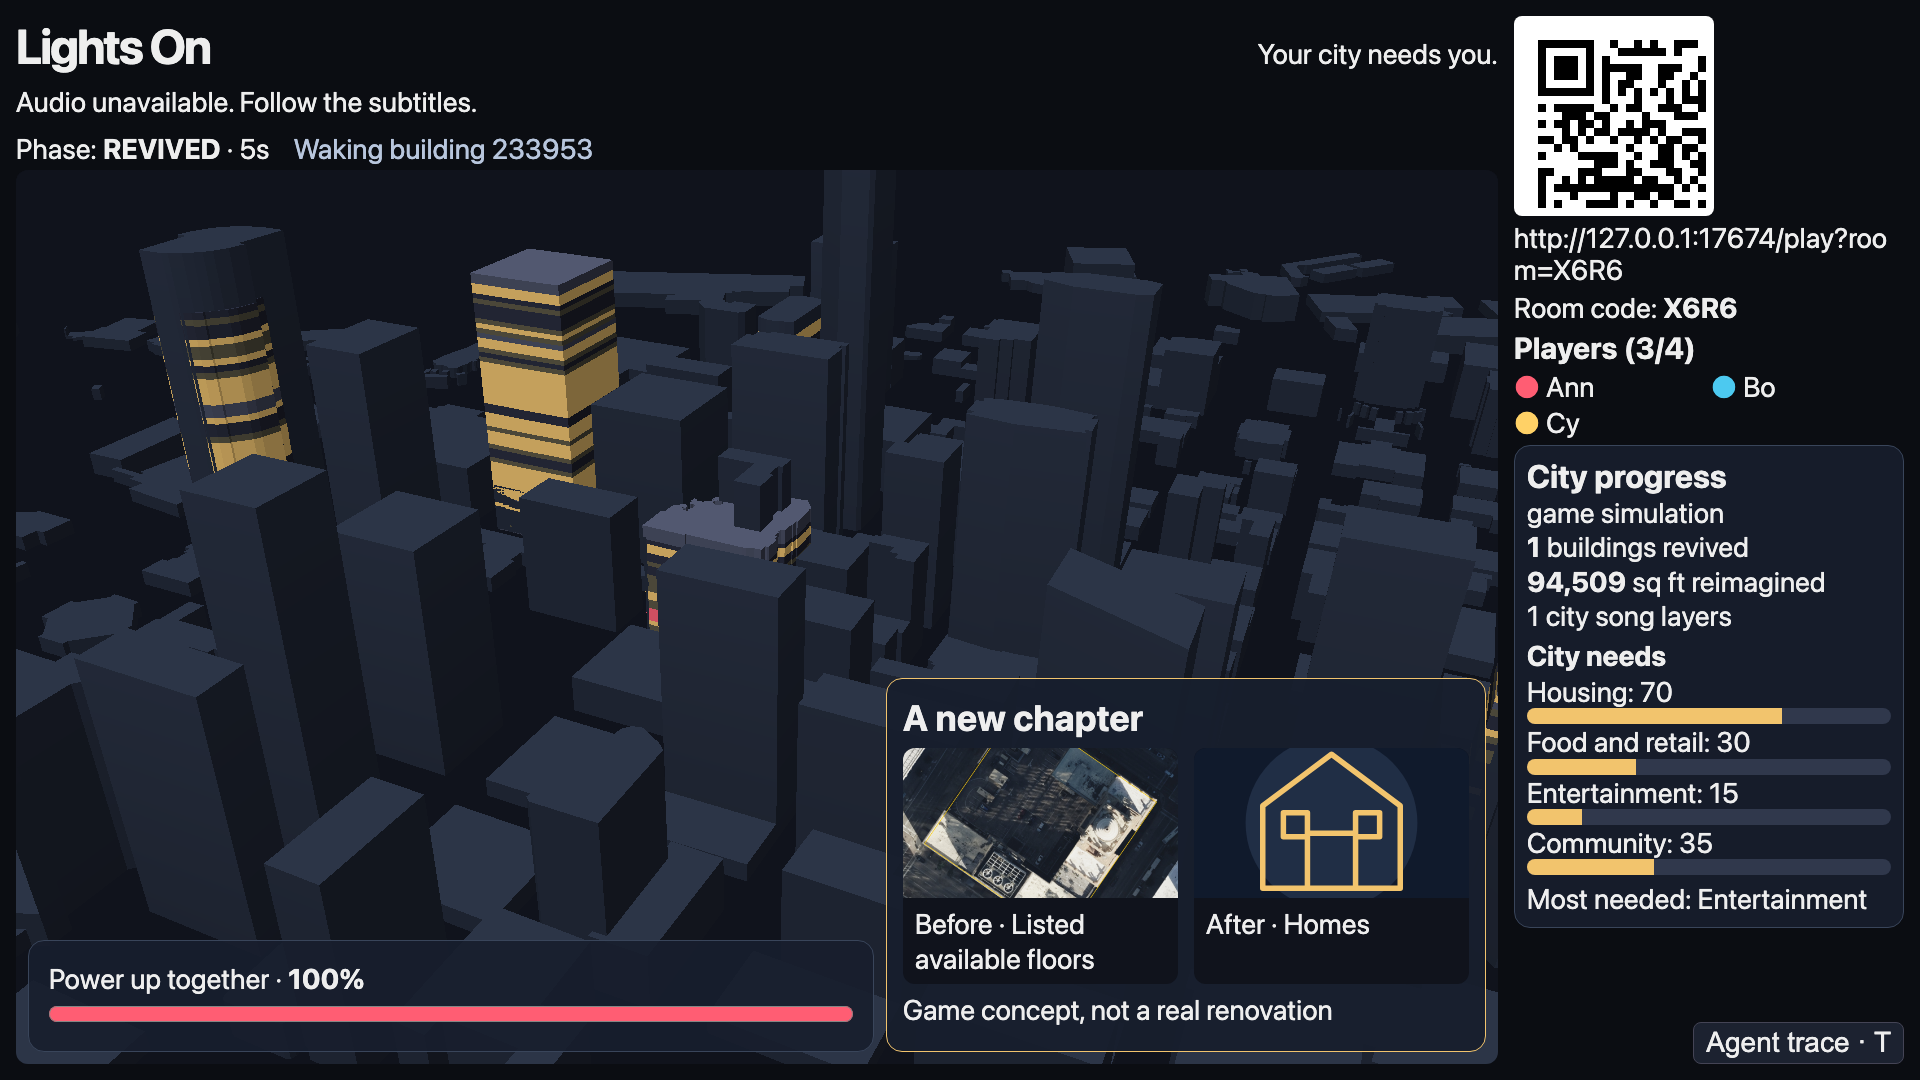 Lights On
Your city needs you.
Audio unavailable. Follow the subtitles.
Phase: REVIVED · 5s Waking building 233953
http://127.0.0.1:17674/play?roo
m=X6R6
Room code: X6R6
Players (3/4)
Ann
Bo
Cy
City progress
game simulation
1 buildings revived
94,509 sq ft reimagined
1 city song layers
City needs
Housing: 70
Food and retail: 30
Entertainment: 15
Community: 35
Most needed: Entertainment
A new chapter
Before · Listed
available floors
After · Homes
Game concept, not a real renovation
Power up together · 100%
Agent trace · T